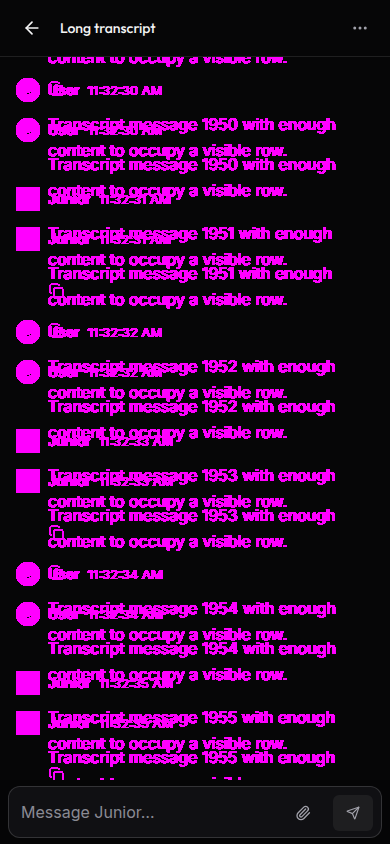 Long transcript
content to occupy a visible row.
User 11:32:30 AM
Transcript message 1950 with enough
content to occupy a visible row.
Transcript message 1950 with enough
content to occupy a visible row.
Junior 11:32:31 AM
Transcript message 1951 with enough
content to occupy a visible row.
Transcript message 1951 with enough
content to occupy a visible row.
User 11:32:32 AM
Transcript message 1952 with enough
User 11:32:32 AM
content to occupy a visible row.
Transcript message 1952 with enough
content to occupy a visible row.
Junior 11:32:33 AM
Transcript message 1953 with enough
content to occupy a visible row.
Transcript message 1953 with enough
content to occupy a visible row.
User 11:32:34 AM
Transcript message 1954 with enough
content to occupy a visible row.
Transcript message 1954 with enough
content to occupy a visible row.
Junior 11:32:35 AM
Transcript message 1955 with enough
content to occupy a visible row.
Transcript message 1955 with enough
Message Junior...